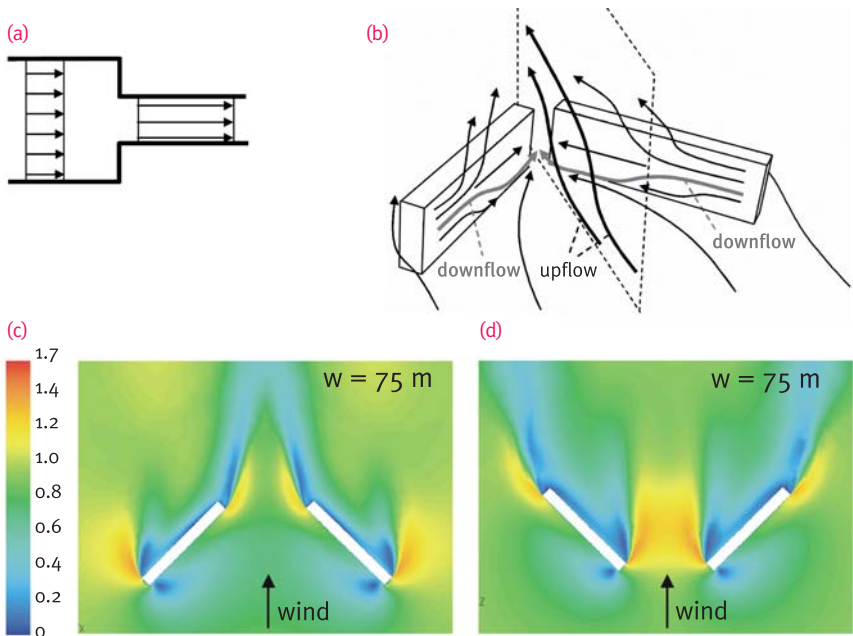 (a)
(b)
downflow
upflow
downflow
(c)
(d)
1.7
1.4
1.2
1.0
0.8
0.6
0.4
0.2
0
w = 75 m
wind
X
w = 75 m
wind
Z